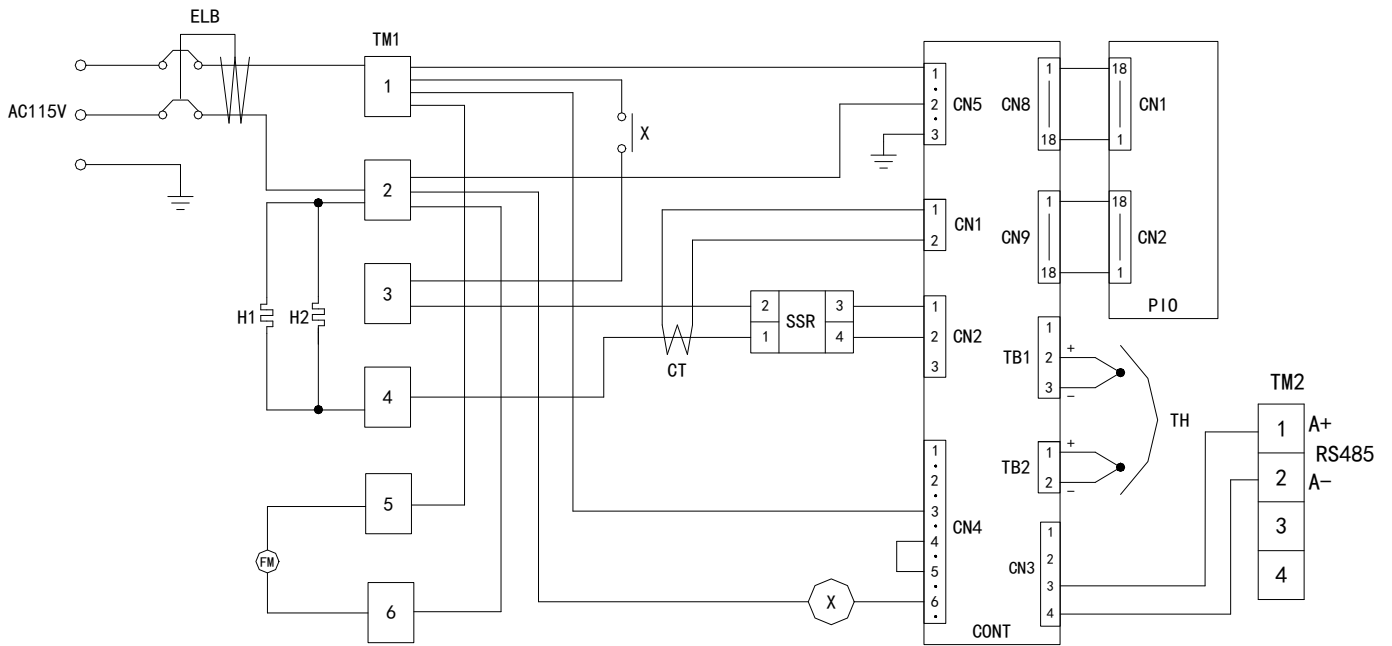 ELB
TM1
AC115V
1
2
3
4
5
6
X
H1
H2
FM
CT
2
1
SSR
3
4
X
1
2
3
CN5
1
2
CN1
1
2
3
CN2
1
2
3
4
5
6
CN4
CONT
CN8
1
18
CN9
1
18
TB1
1
2
3
+
−
TB2
1
2
+
−
TH
CN3
1
2
3
4
18
1
CN1
18
1
CN2
PIO
TM2
1
2
3
4
A+
RS485
A−